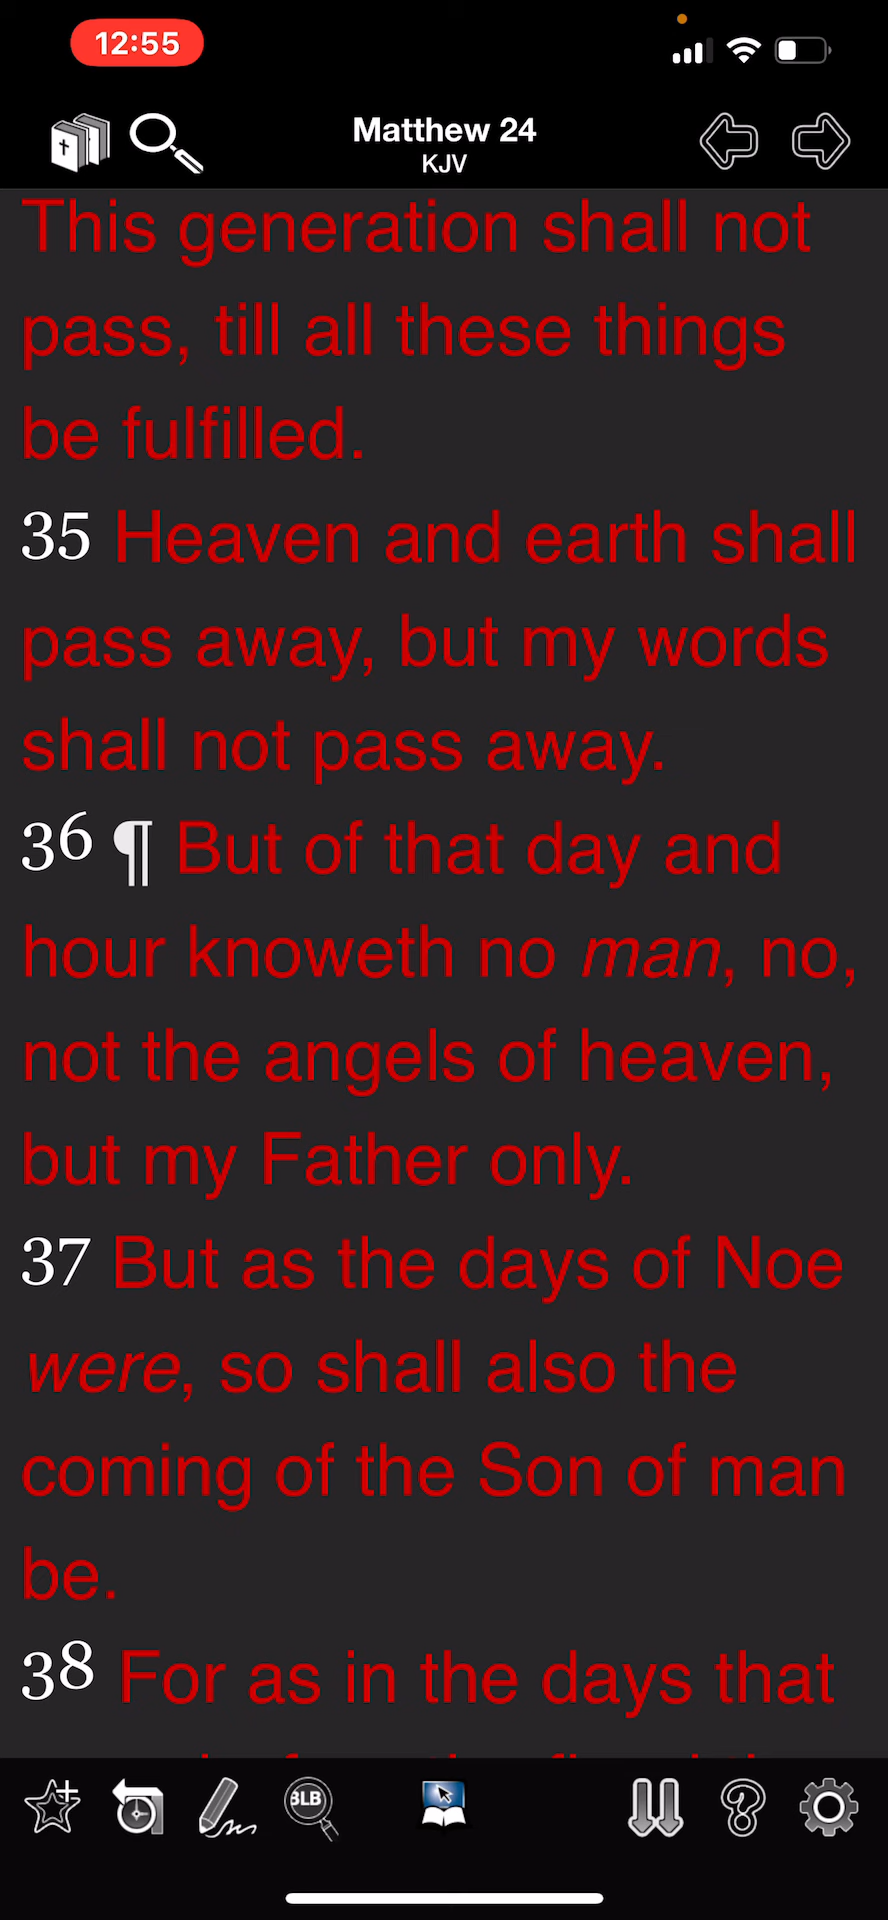 12:55
Matthew 24
KJV
This generation shall not
pass, till all these things
be fulfilled.
35 Heaven and earth shall
pass away, but my words
shall not pass away.
36 ¶ But of that day and
hour knoweth no man, no,
not the angels of heaven,
but my Father only.
37 But as the days of Noe
were, so shall also the
coming of the Son of man
be.
38 For as in the days that
BLB